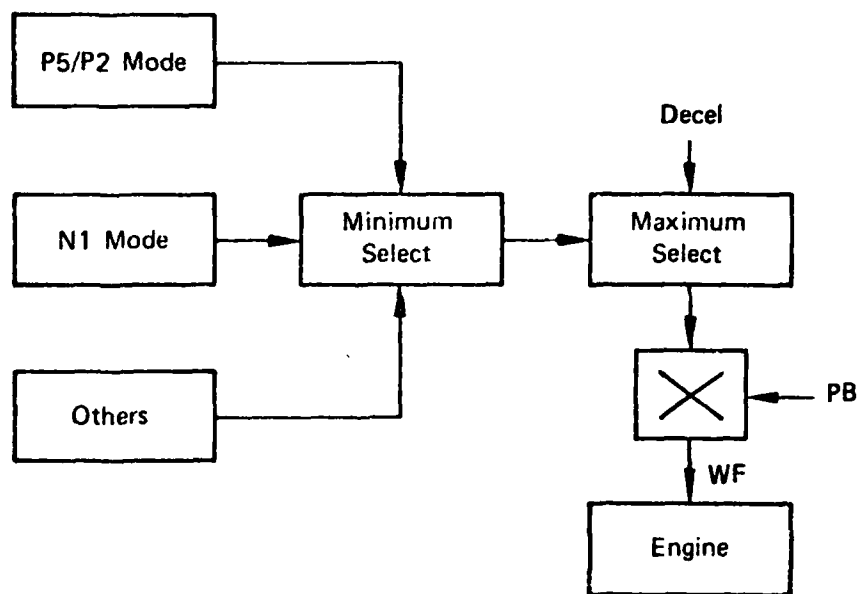 P5/P2 Mode
Decel
N1 Mode
Minimum
Select
Maximum
Select
Others
PB
WF
Engine